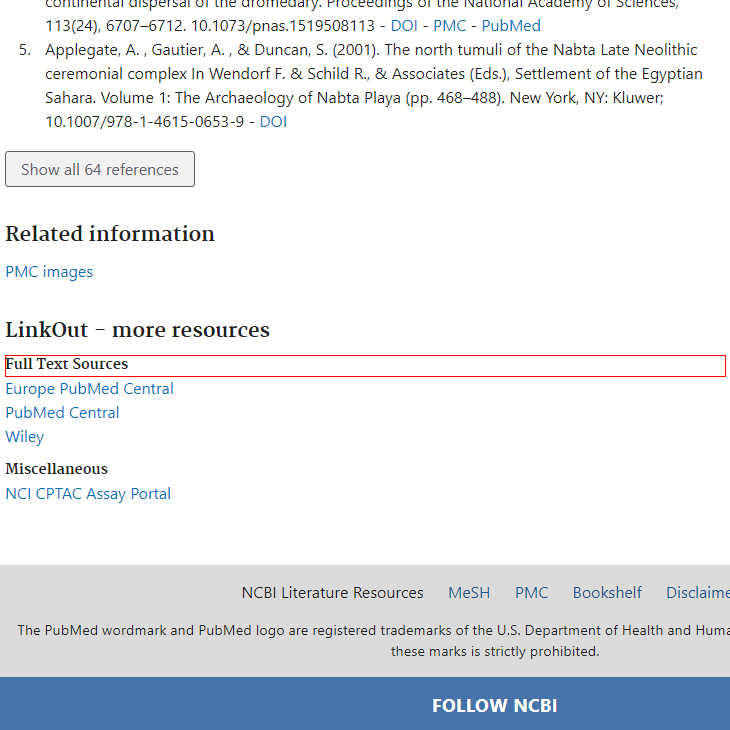 continental dispersal of the dromedary. Proceedings of the National Academy of Sciences,
113(24), 6707–6712. 10.1073/pnas.1519508113 - DOI - PMC - PubMed
5. Applegate, A. , Gautier, A. , & Duncan, S. (2001). The north tumuli of the Nabta Late Neolithic
ceremonial complex In Wendorf F. & Schild R., & Associates (Eds.), Settlement of the Egyptian
Sahara. Volume 1: The Archaeology of Nabta Playa (pp. 468–488). New York, NY: Kluwer;
10.1007/978-1-4615-0653-9 - DOI
Show all 64 references
Related information
PMC images
LinkOut – more resources
Full Text Sources
Europe PubMed Central
PubMed Central
Wiley
Miscellaneous
NCI CPTAC Assay Portal
NCBI Literature Resources MeSH PMC Bookshelf Disclaime
The PubMed wordmark and PubMed logo are registered trademarks of the U.S. Department of Health and Huma
these marks is strictly prohibited.
FOLLOW NCBI